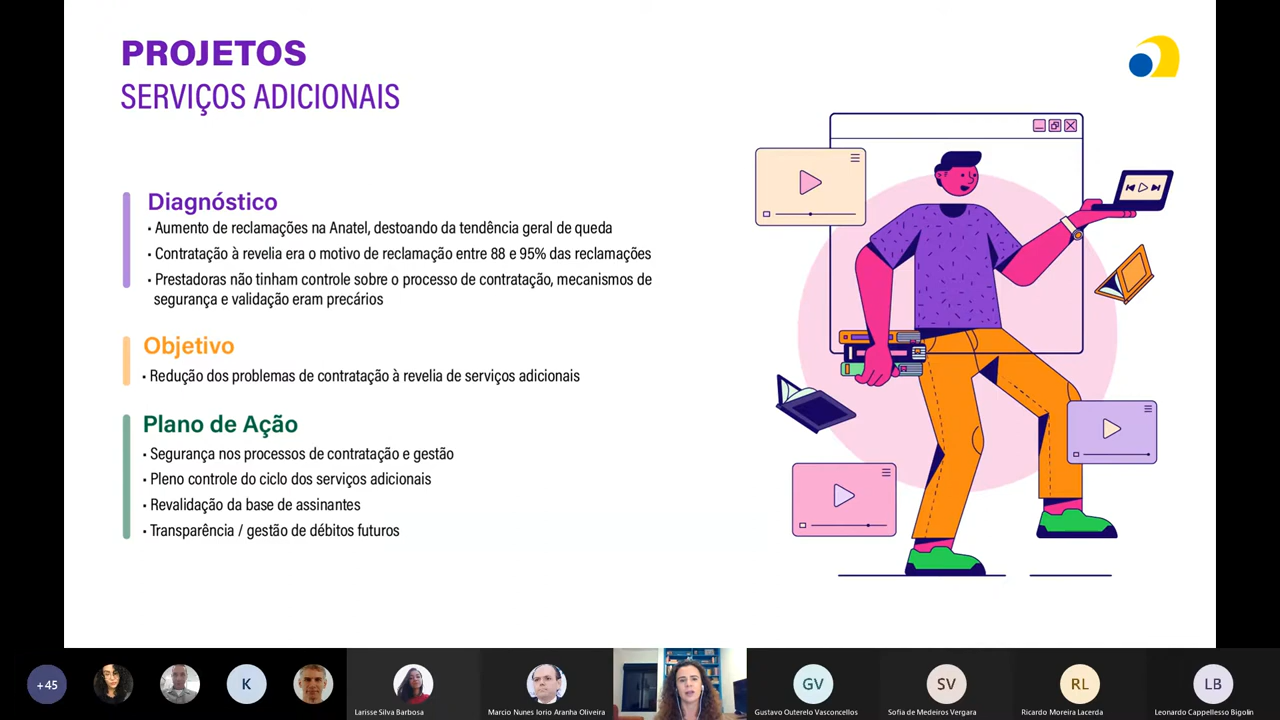 PROJETOS
SERVIÇOS ADICIONAIS
Diagnóstico
• Aumento de reclamações na Anatel, destoando da tendência geral de queda
• Contratação à revelia era o motivo de reclamação entre 88 e 95% das reclamações
• Prestadoras não tinham controle sobre o processo de contratação, mecanismos de
segurança e validação eram precários
Objetivo
• Redução dos problemas de contratação à revelia de serviços adicionais
Plano de Ação
• Segurança nos processos de contratação e gestão
• Pleno controle do ciclo dos serviços adicionais
• Revalidação da base de assinantes
• Transparência / gestão de débitos futuros
+45
K
GV
SV
RL
LB
Larisse Silva Barbosa
Marcio Nunes Iorio Aranha Oliveira
Gustavo Outerelo Vasconcellos
Sofia de Medeiros Vergara
Ricardo Moreira Lacerda
Leonardo Cappellesso Bigolin